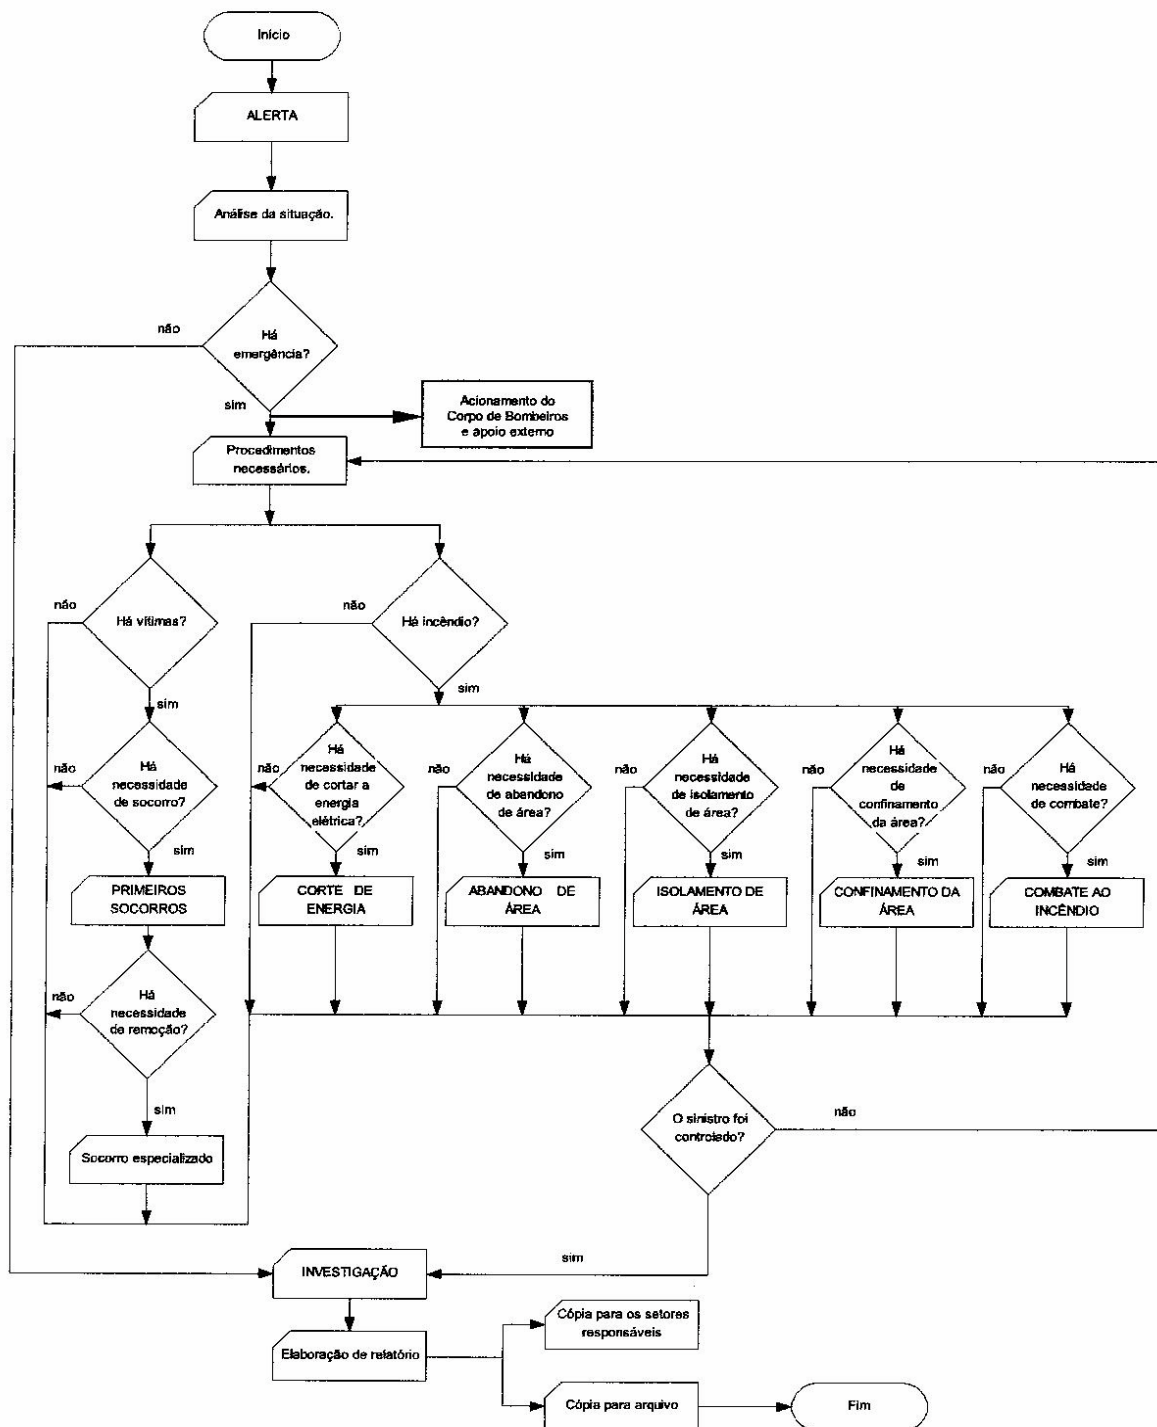 Início
ALERTA
Análise da situação.
não
Há
emergência?
sim
Acionamento do
Corpo de Bombeiros
e apoio externo
Procedimentos
necessários.
não
Há vítimas?
sim
não
Há incêndio?
sim
não
Há
necessidade
de socorro?
sim
não
Há
necessidade
de cortar a
energia
elétrica?
sim
não
Há
necessidade
de abandono
de área?
sim
não
Há
necessidade
de isolamento
de área?
sim
não
Há
necessidade
de
confinamento
da área?
sim
não
Há
necessidade
de combate?
sim
PRIMEIROS
SOCORROS
CORTE DE
ENERGIA
ABANDONO DE
ÁREA
ISOLAMENTO DE
ÁREA
CONFINAMENTO DA
ÁREA
COMBATE AO
INCÊNDIO
não
Há
necessidade
de remoção?
sim
Socorro especializado
O sinistro foi
controlado?
não
sim
INVESTIGAÇÃO
Elaboração de relatório
Cópia para os setores
responsáveis
Cópia para arquivo
Fim